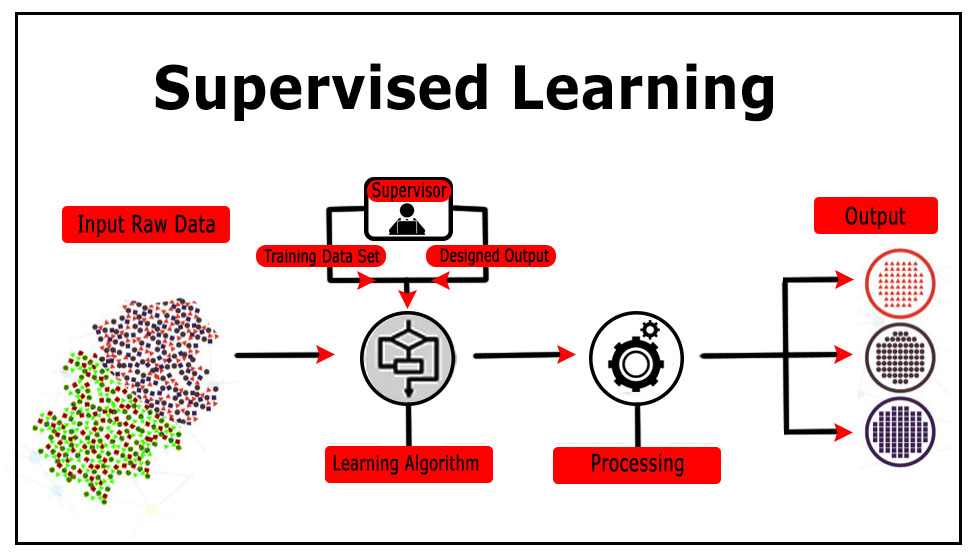 Supervised Learning
Supervisor
Input Raw Data
Output
Training Data Set
Designed Output
Learning Algorithm
Processing